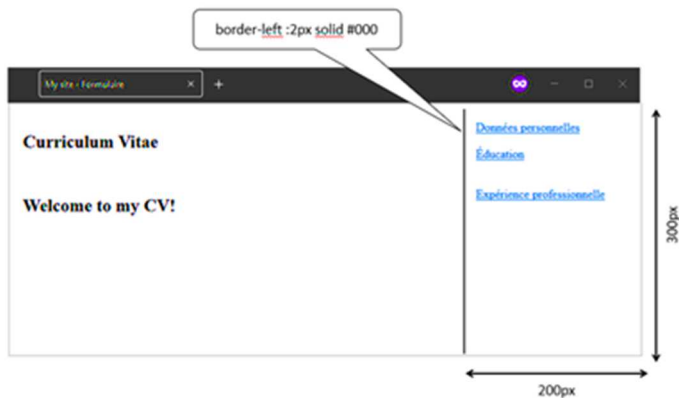 border-left :2px solid #000
My site - Formulaire
Curriculum Vitae
Welcome to my CV!
Données personnelles
Éducation
Expérience professionnelle
300px
200px